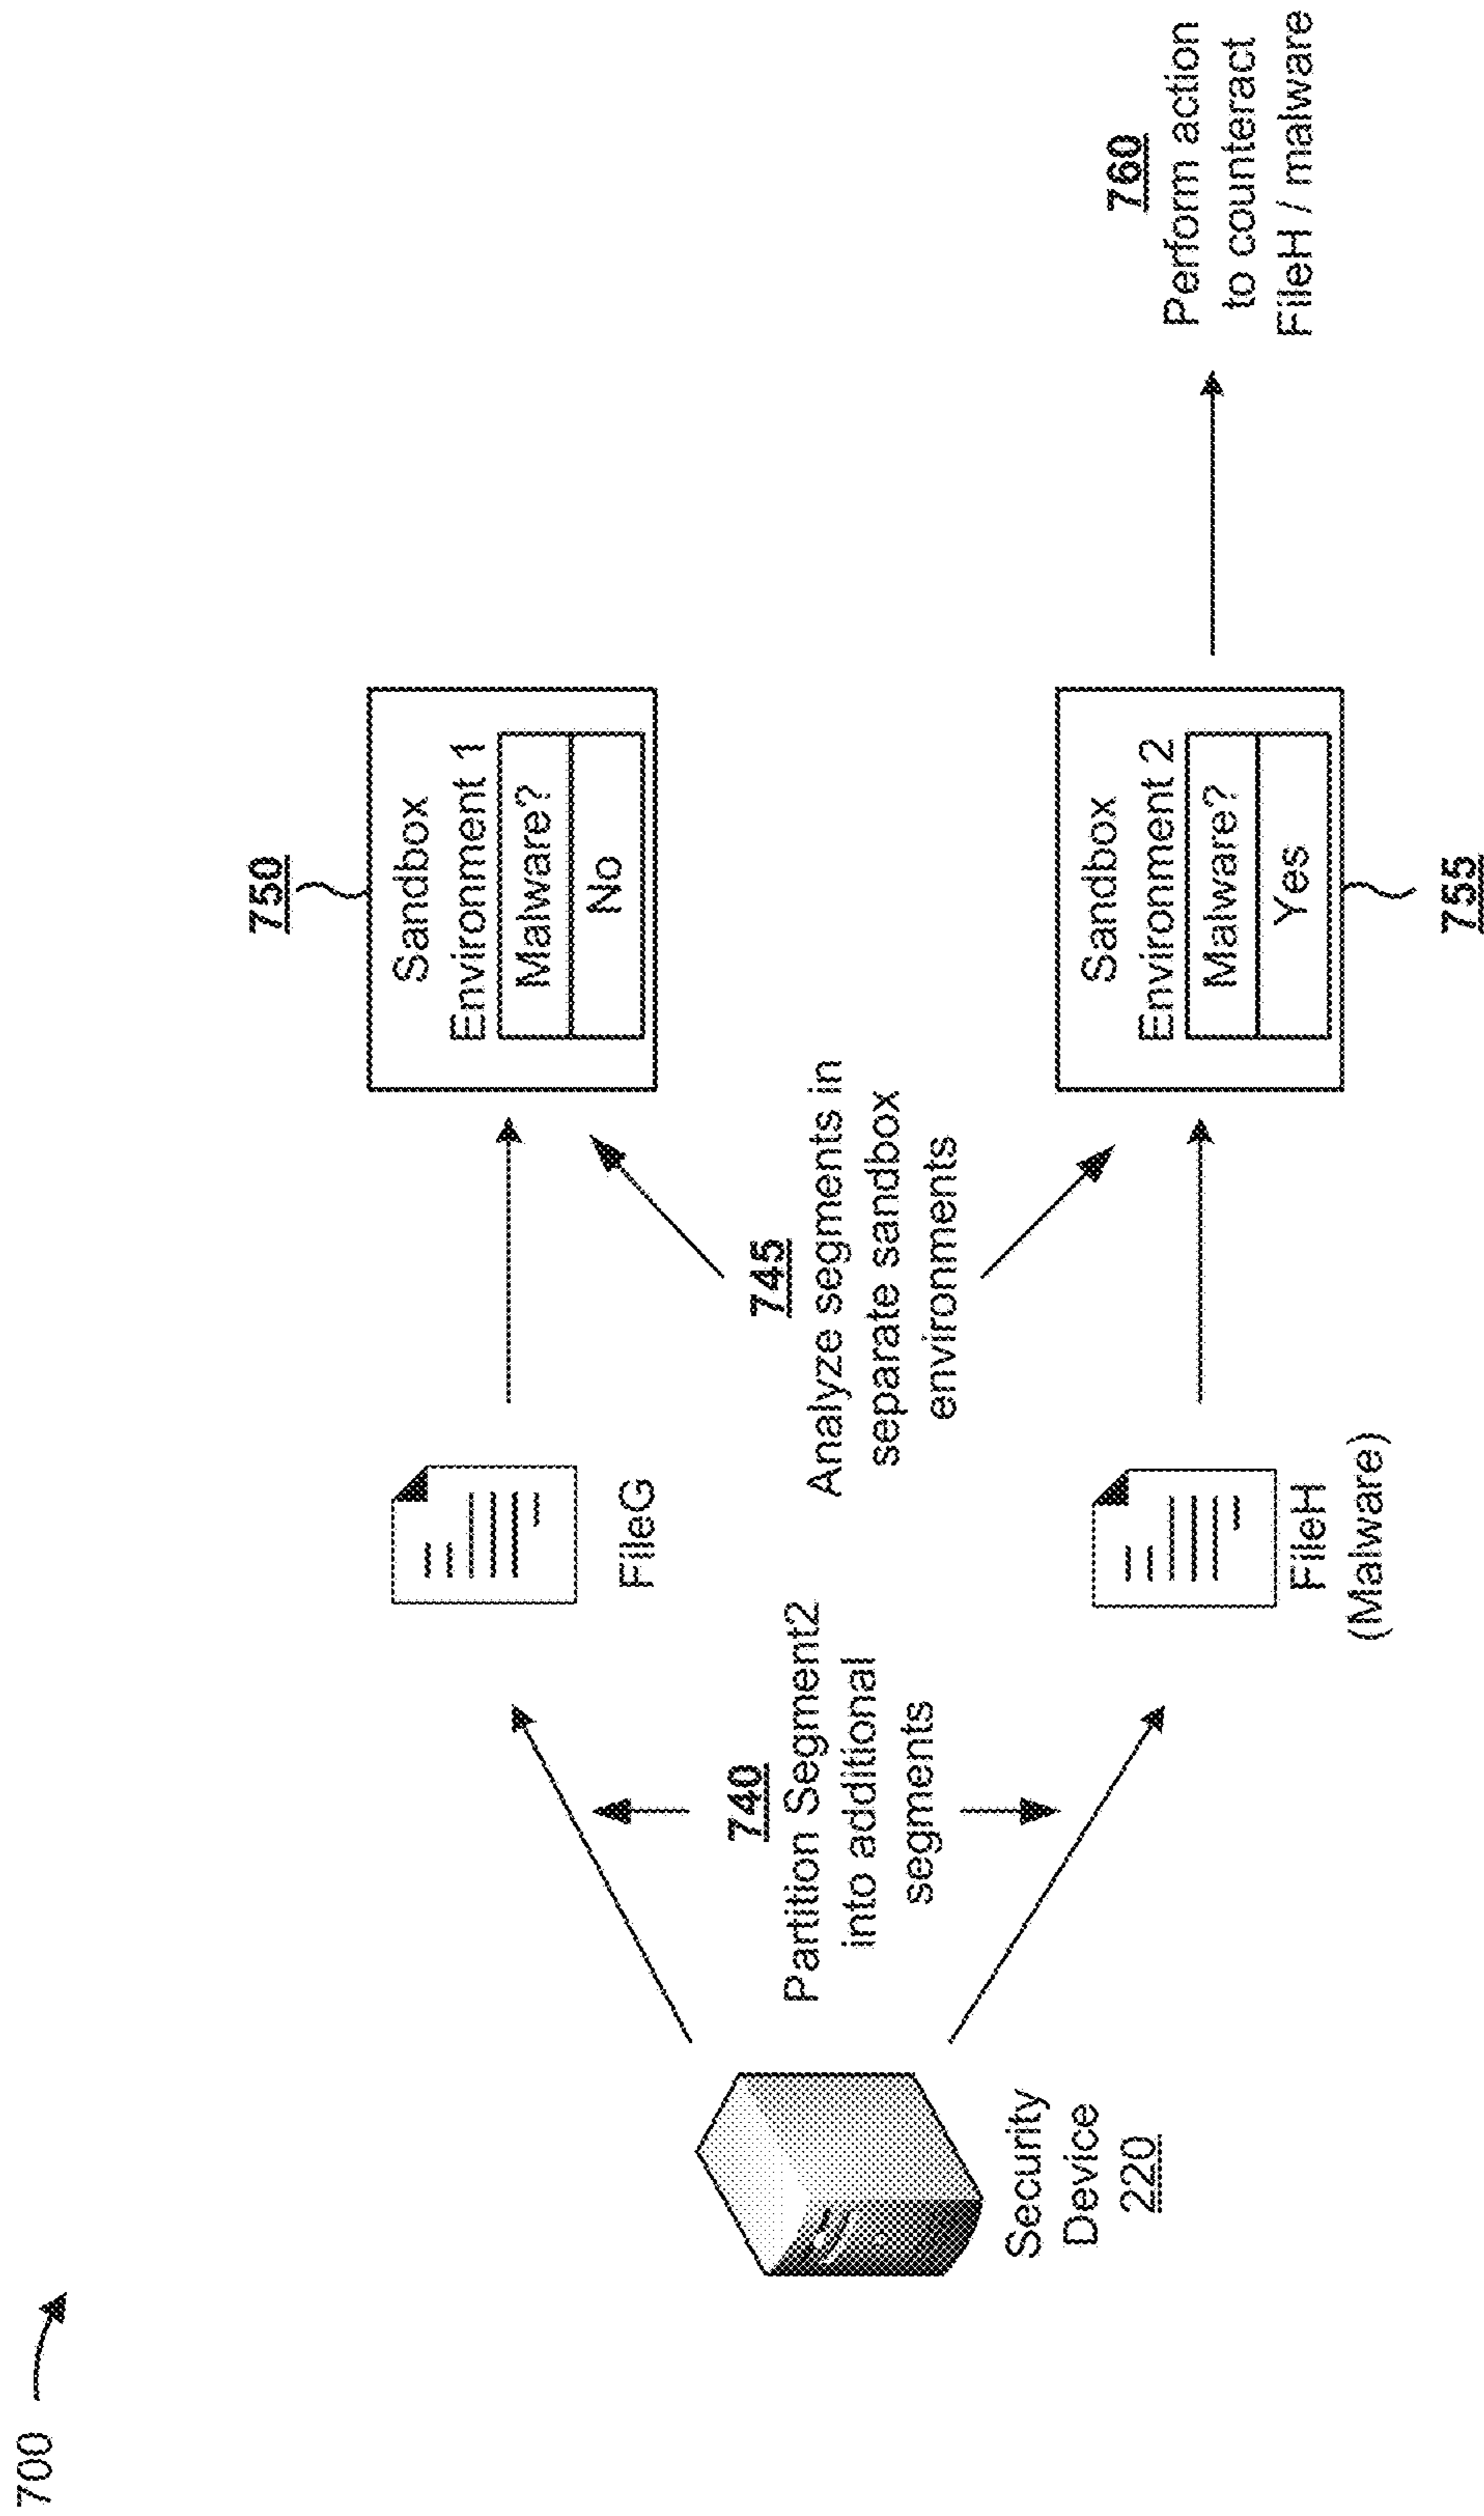 700
Security
Device
220
740
Partition Segment2
into additional
segments
FileG
FileH
(Malware)
745
Analyze segments in
separate sandbox
environments
750
Sandbox
Environment 1
Malware?
No
Sandbox
Environment 2
Malware?
Yes
755
760
Perform action
to counteract
FileH / malware